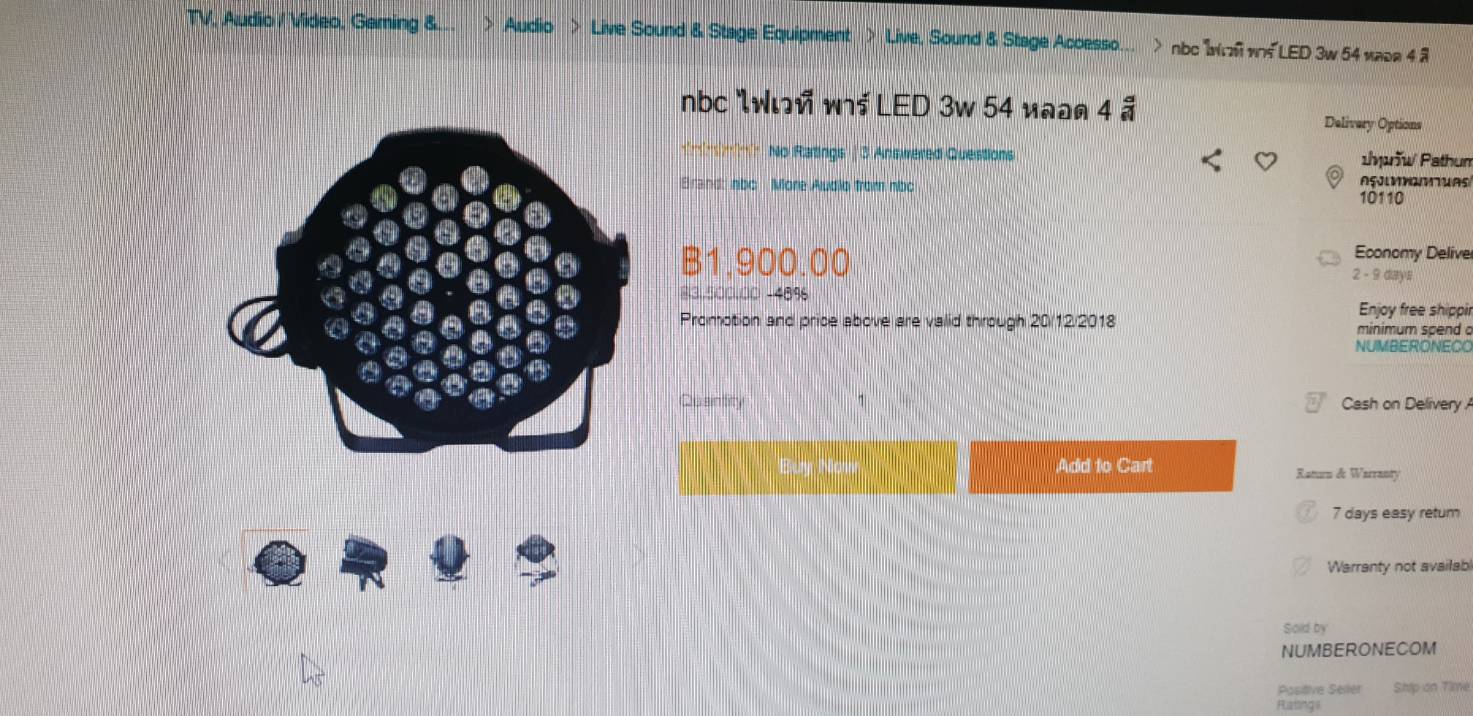 TV, Audio / Video, Gaming &... > Audio > Live Sound & Stage Equipment > Live, Sound & Stage Accesso... > nbc ไฟเวที พาร์ LED 3w 54 หลอด 4 สี
nbc ไฟเวที พาร์ LED 3w 54 หลอด 4 สี
No Ratings | 3 Answered Questions
Brand: nbc More Audio from nbc
฿1,900.00
฿3,500.00 -46%
Promotion and price above are valid through 20/12/2018
Quantity 1
Buy Now Add to Cart
Delivery Options
ปทุมวัน/ Pathum
กรุงเทพมหานคร/
10110
Economy Deliver
2 - 9 days
Enjoy free shippin
minimum spend o
NUMBERONECO
Cash on Delivery A
Return & Warranty
7 days easy return
Warranty not availabl
Sold by
NUMBERONECOM
Positive Seller Ship on Time
Ratings